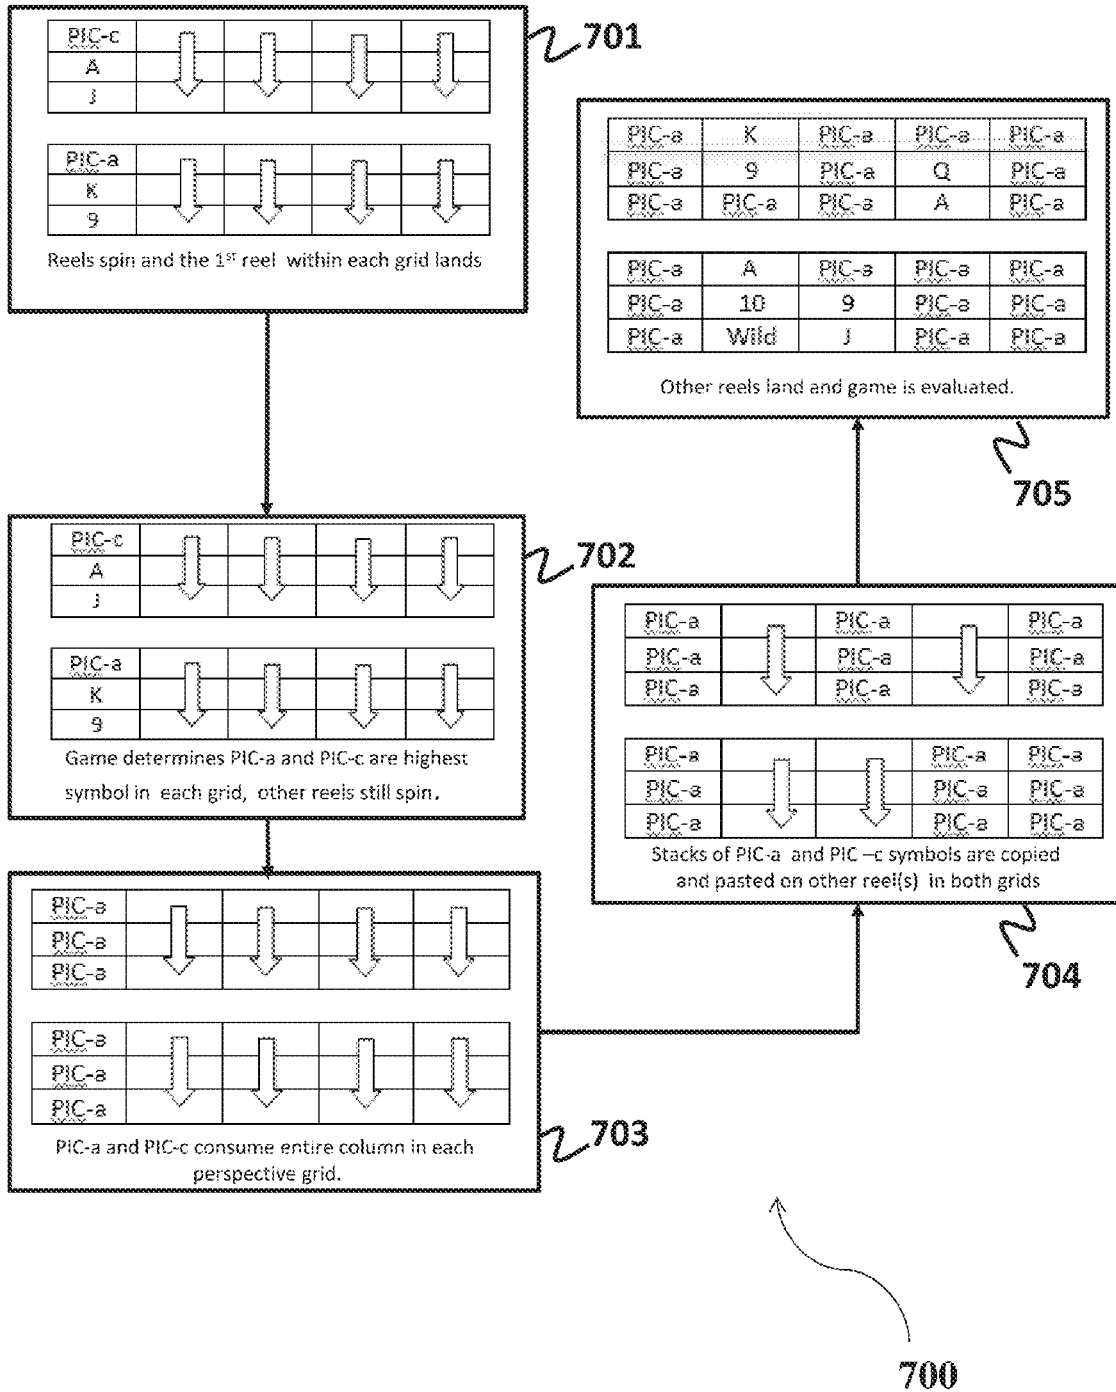 701
PIC-c
A
J
PIC-a
K
9
Reels spin and the 1st reel within each grid lands
702
PIC-c
A
J
PIC-a
K
9
Game determines PIC-a and PIC-c are highest
symbol in each grid, other reels still spin.
703
PIC-a
PIC-a
PIC-a
PIC-a
PIC-a
PIC-a
PIC-a and PIC-c consume entire column in each
perspective grid.
704
PIC-a PIC-a PIC-a
PIC-a PIC-a PIC-a
PIC-a PIC-a PIC-a
PIC-a PIC-a PIC-a
PIC-a PIC-a PIC-a
PIC-a PIC-a PIC-a
Stacks of PIC-a and PIC –c symbols are copied
and pasted on other reel(s) in both grids
705
PIC-a K PIC-a PIC-a PIC-a
PIC-a 9 PIC-a Q PIC-a
PIC-a PIC-a PIC-a A PIC-a
PIC-a A PIC-a PIC-a PIC-a
PIC-a 10 9 PIC-a PIC-a
PIC-a Wild J PIC-a PIC-a
Other reels land and game is evaluated.
700